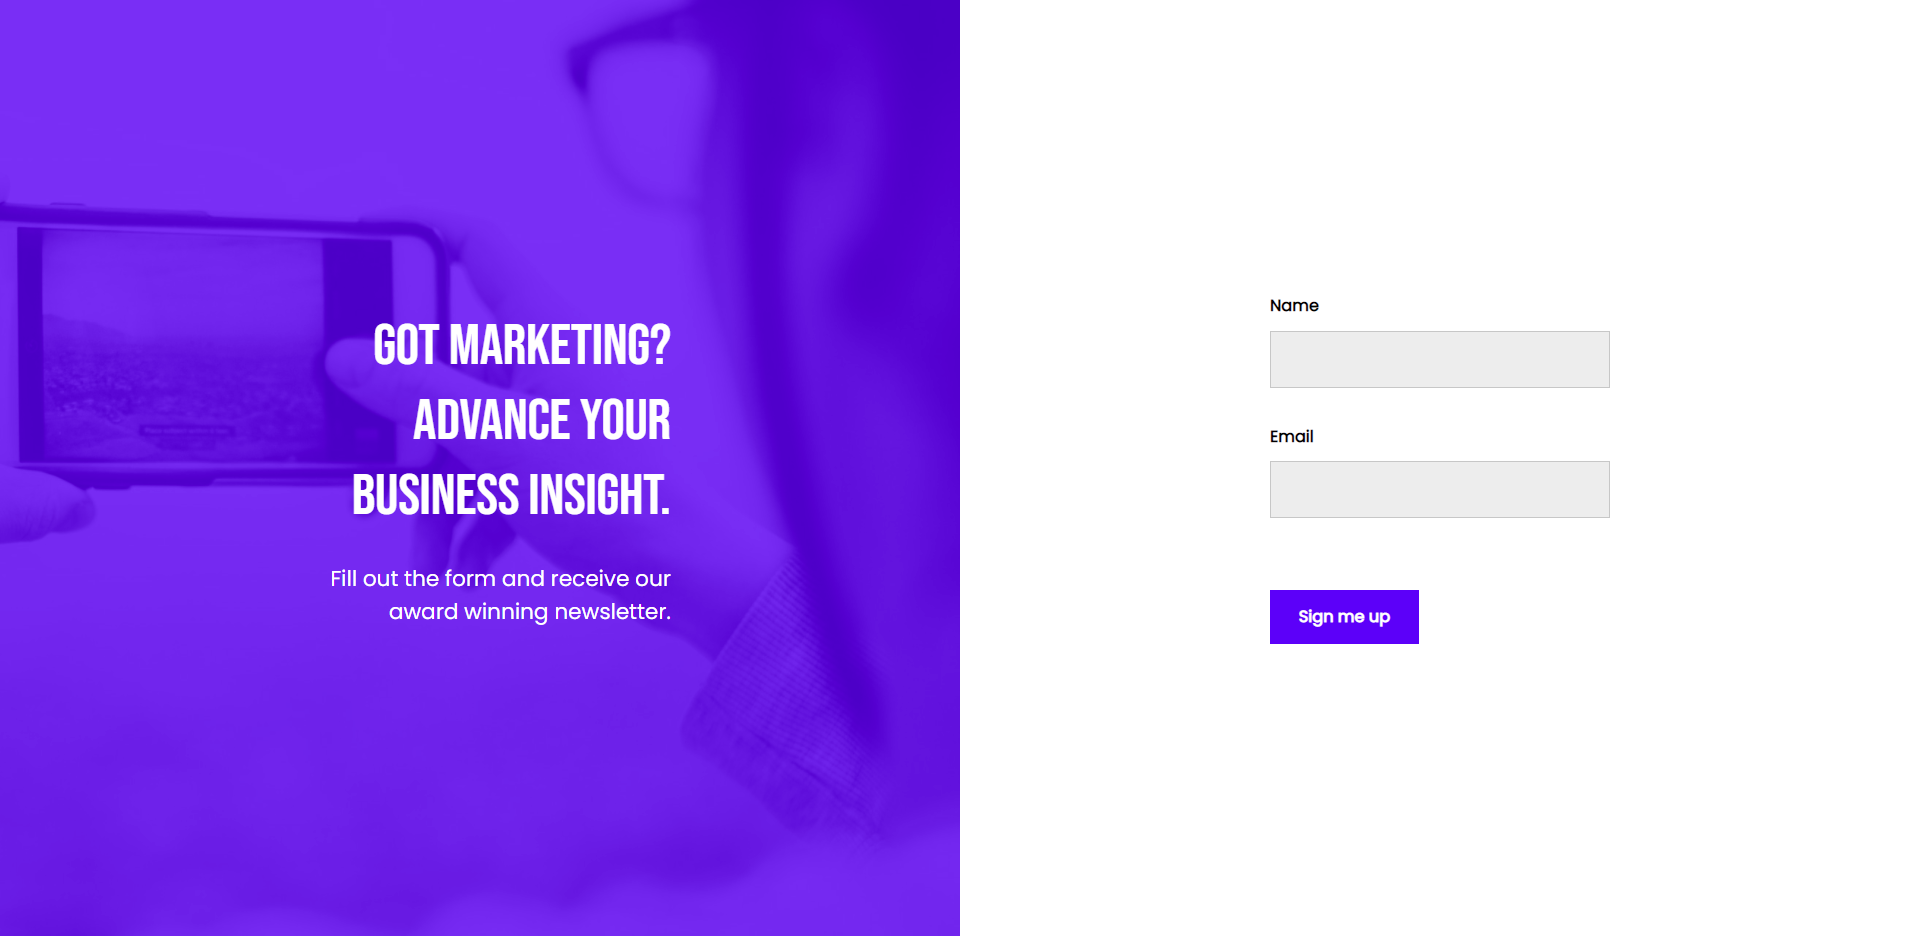 GOT MARKETING?
ADVANCE YOUR
BUSINESS INSIGHT.
Fill out the form and receive our
award winning newsletter.
Name
Email
Sign me up